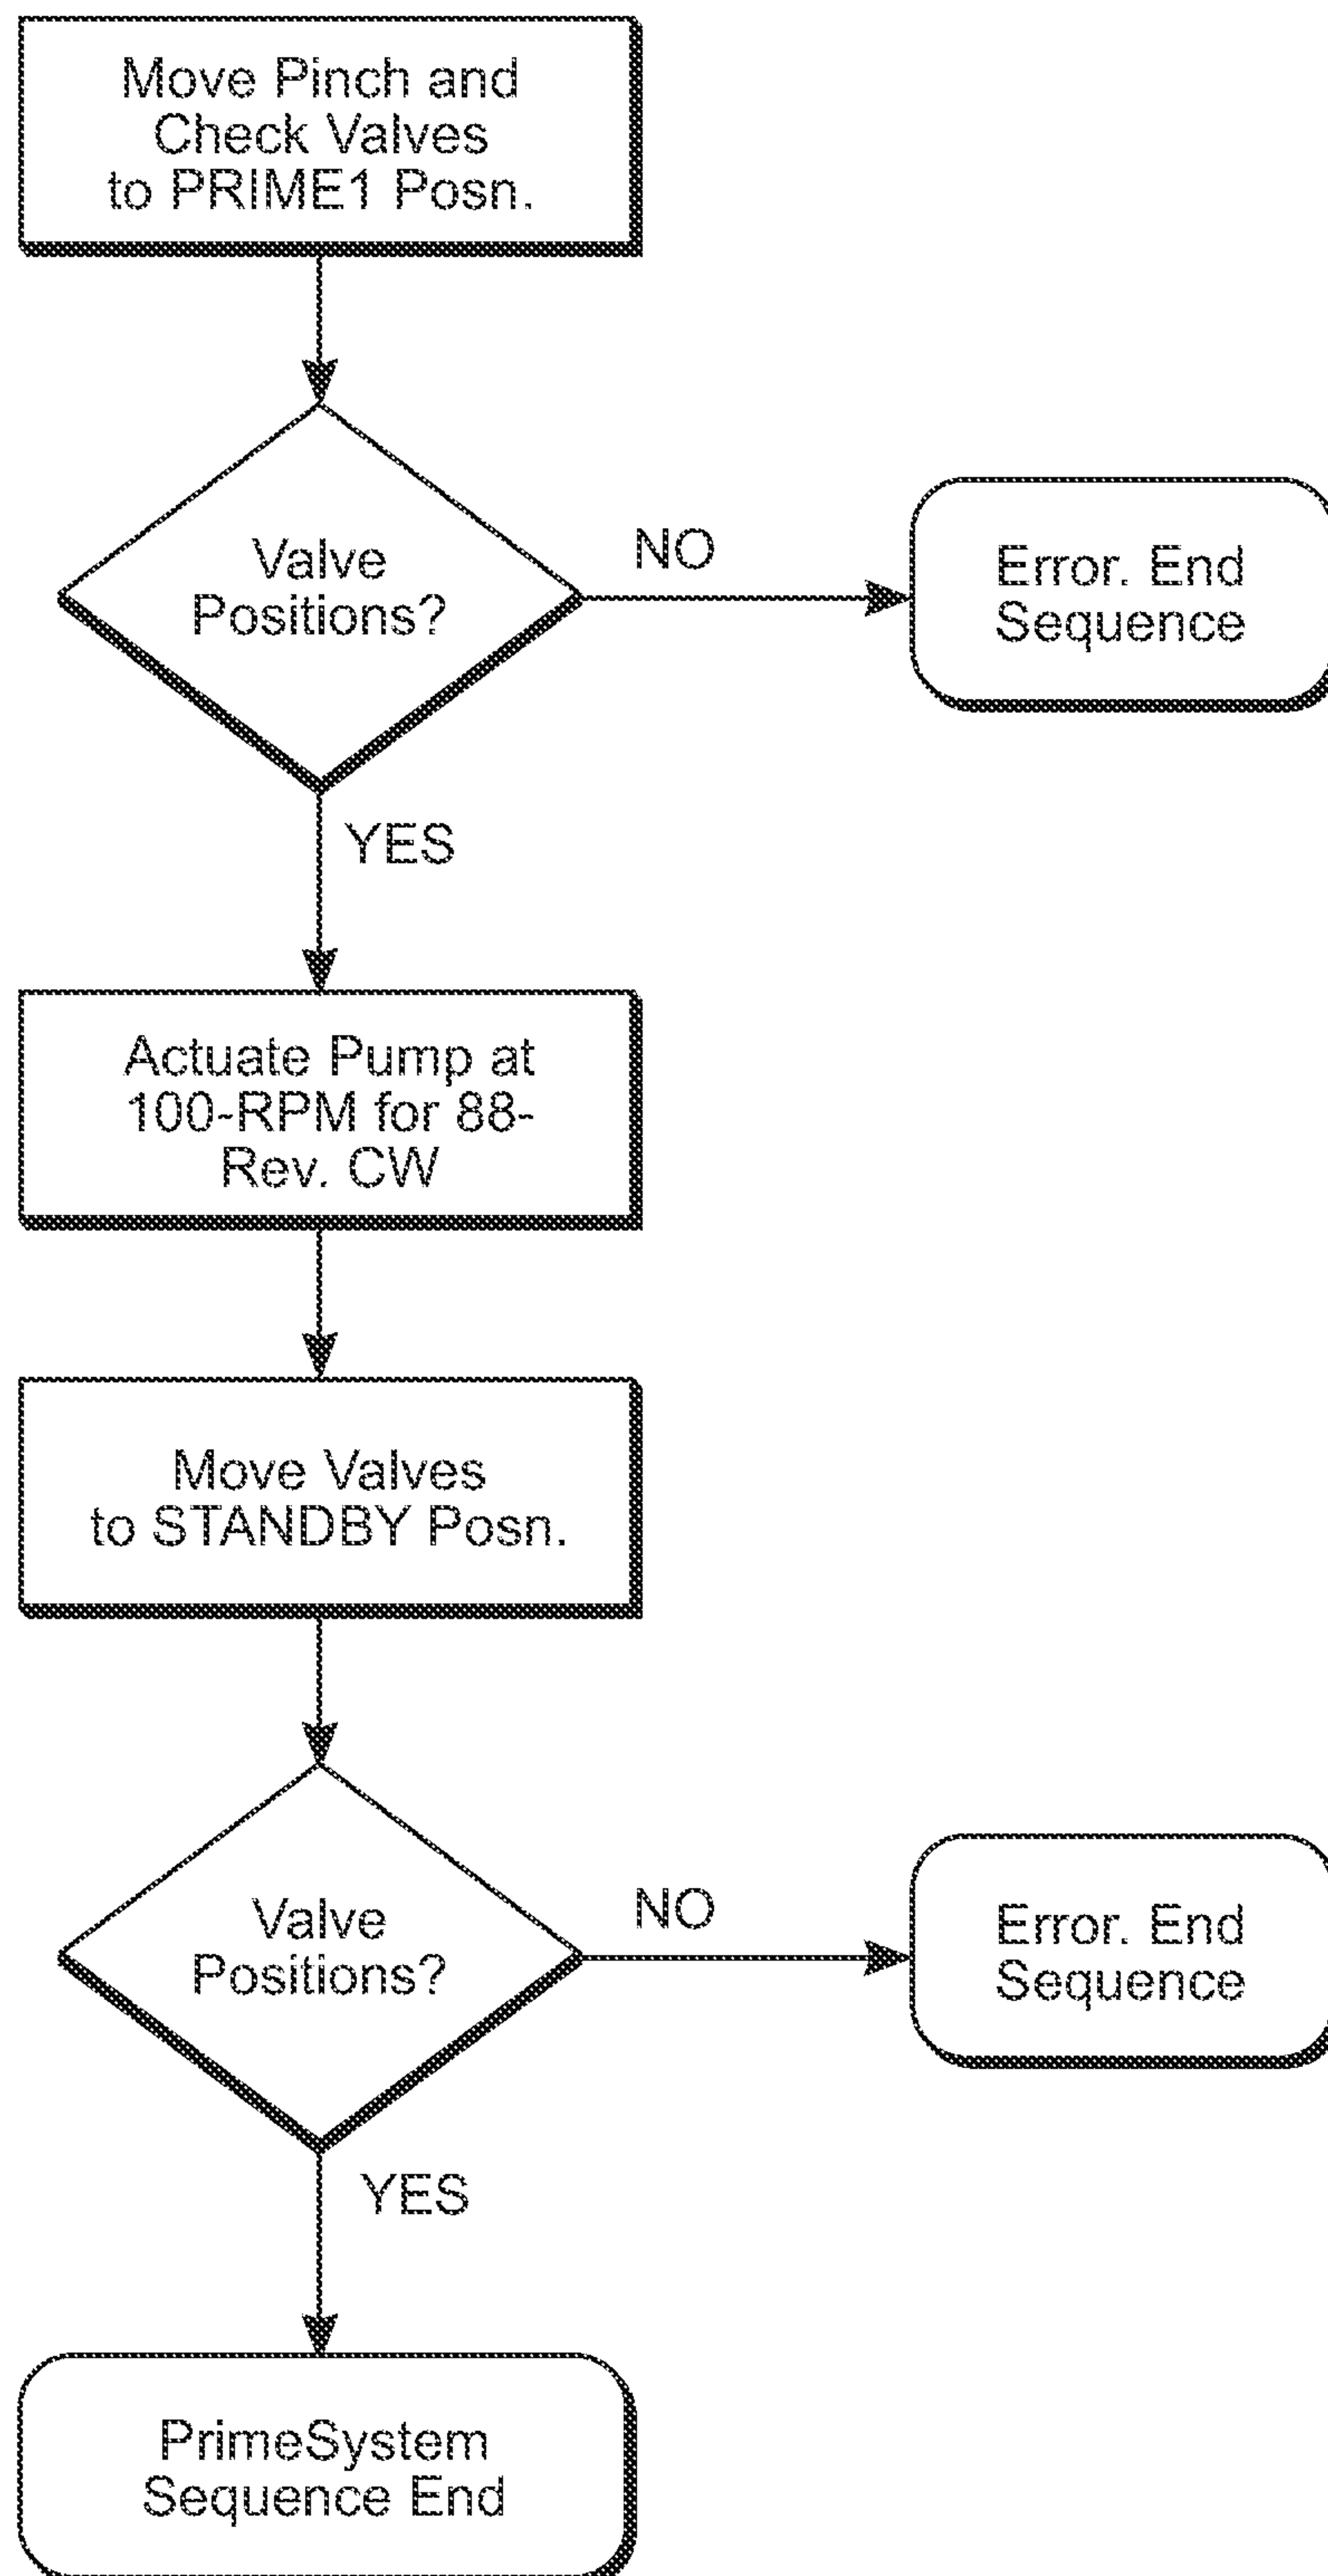 Move Pinch and
Check Valves
to PRIME1 Posn.
Valve
Positions?
NO
Error. End
Sequence
YES
Actuate Pump at
100-RPM for 88-
Rev. CW
Move Valves
to STANDBY Posn.
Valve
Positions?
NO
Error. End
Sequence
YES
PrimeSystem
Sequence End